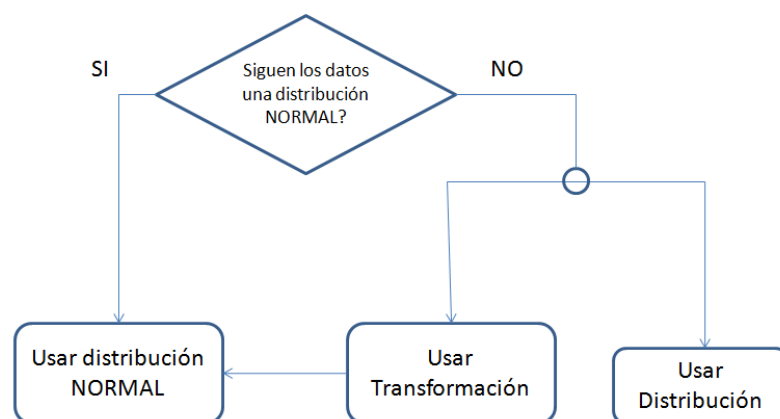 SI
Siguen los datos
una distribución
NORMAL?
NO
Usar distribución
NORMAL
Usar
Transformación
Usar
Distribución